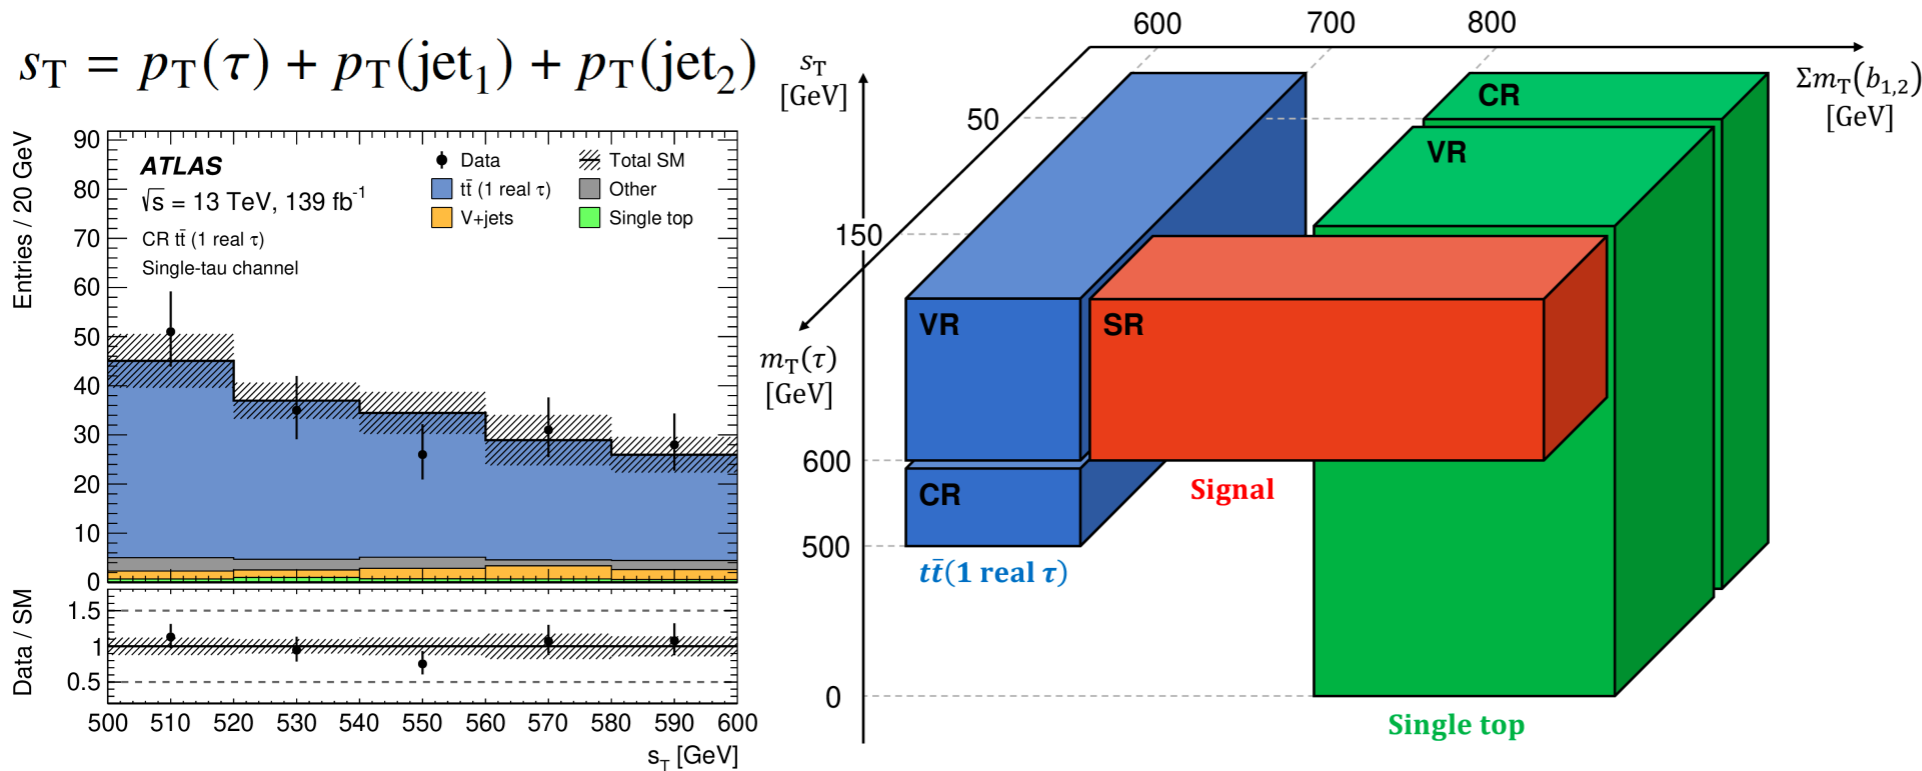 s_T = p_T(τ) + p_T(jet_1) + p_T(jet_2)
Entries / 20 GeV
90
80
70
60
50
40
30
20
10
0
ATLAS
√s = 13 TeV, 139 fb^-1
CR tt̄ (1 real τ)
Single-tau channel
Data
Total SM
tt̄ (1 real τ)
Other
V+jets
Single top
Data / SM
1.5
1
0.5
500 510 520 530 540 550 560 570 580 590 600
s_T [GeV]
600 700 800
s_T
[GeV]
Σm_T(b_1,2)
[GeV]
50
150
m_T(τ)
[GeV]
600
500
0
CR
VR
VR
SR
CR
Signal
tt̄(1 real τ)
Single top